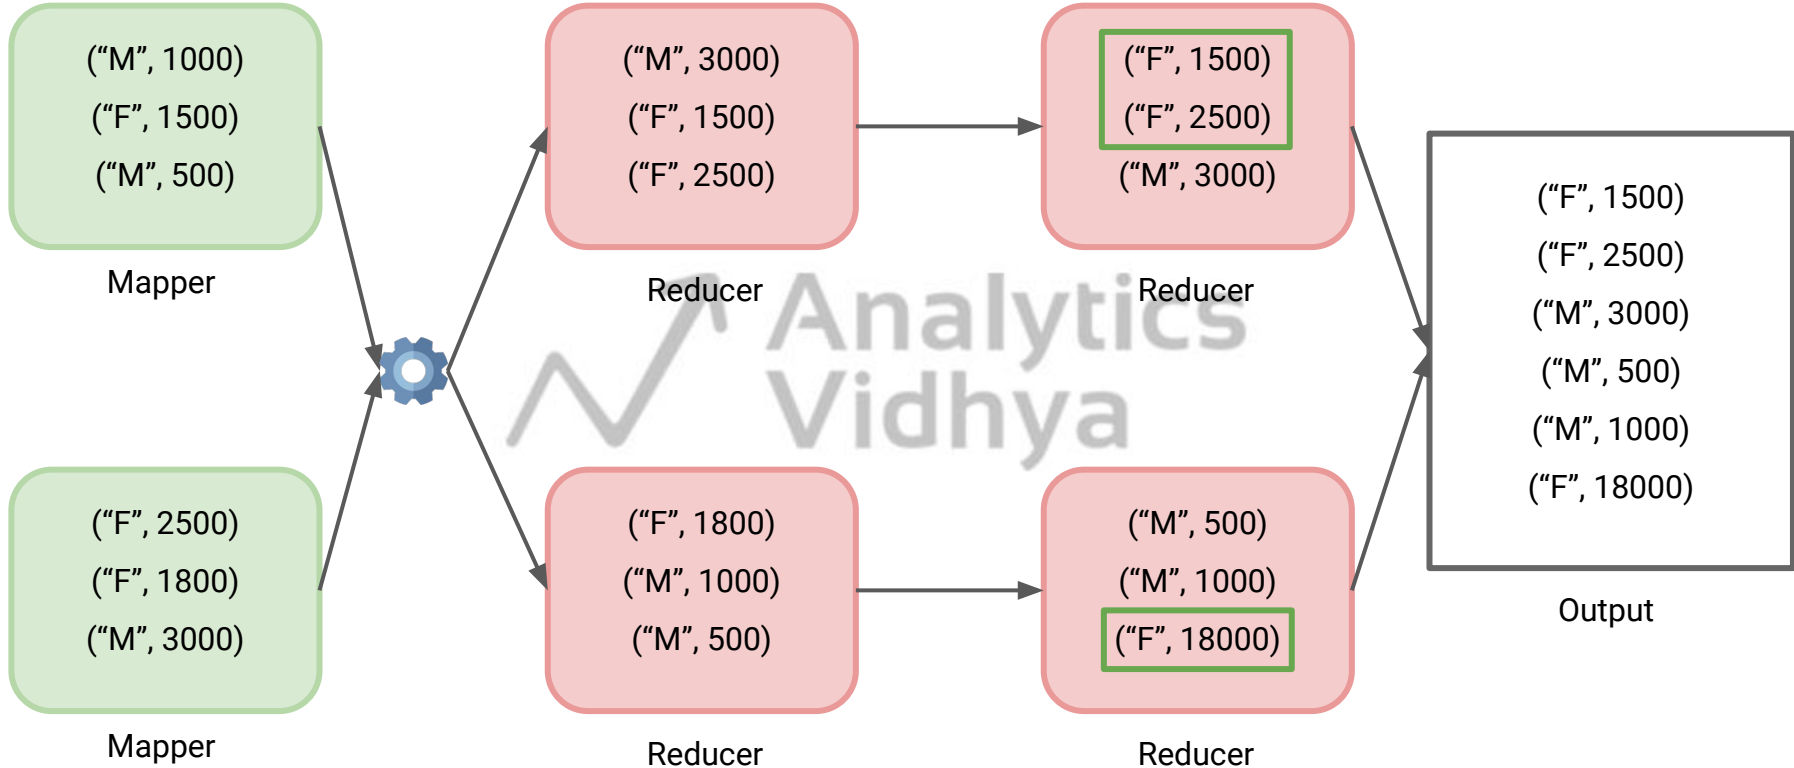 (“M”, 1000)
(“F”, 1500)
(“M”, 500)
Mapper
(“F”, 2500)
(“F”, 1800)
(“M”, 3000)
Mapper
(“M”, 3000)
(“F”, 1500)
(“F”, 2500)
Reducer
(“F”, 1800)
(“M”, 1000)
(“M”, 500)
Reducer
(“F”, 1500)
(“F”, 2500)
(“M”, 3000)
Reducer
(“M”, 500)
(“M”, 1000)
(“F”, 18000)
Reducer
(“F”, 1500)
(“F”, 2500)
(“M”, 3000)
(“M”, 500)
(“M”, 1000)
(“F”, 18000)
Output
Analytics
Vidhya